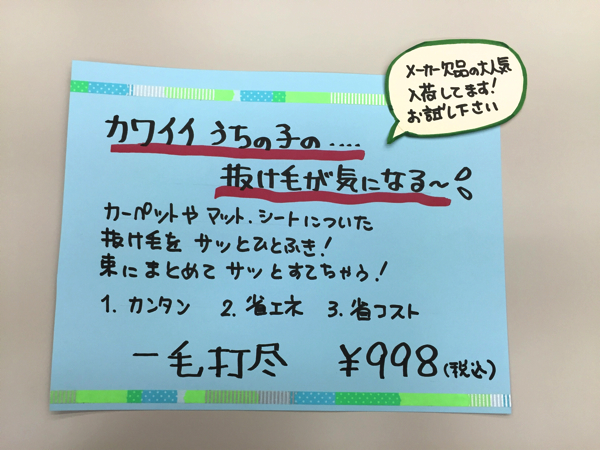 メーカー欠品の大人気
入荷してます!
お試し下さい
カワイイ うちの子の....
抜け毛が気になる〜
カーペットや マット、シートについた
抜け毛を サッとひとふき!
束にまとめて サッとすてちゃう!
1. カンタン 2. 省エネ 3. 省コスト
一毛打尽 ¥998(税込)